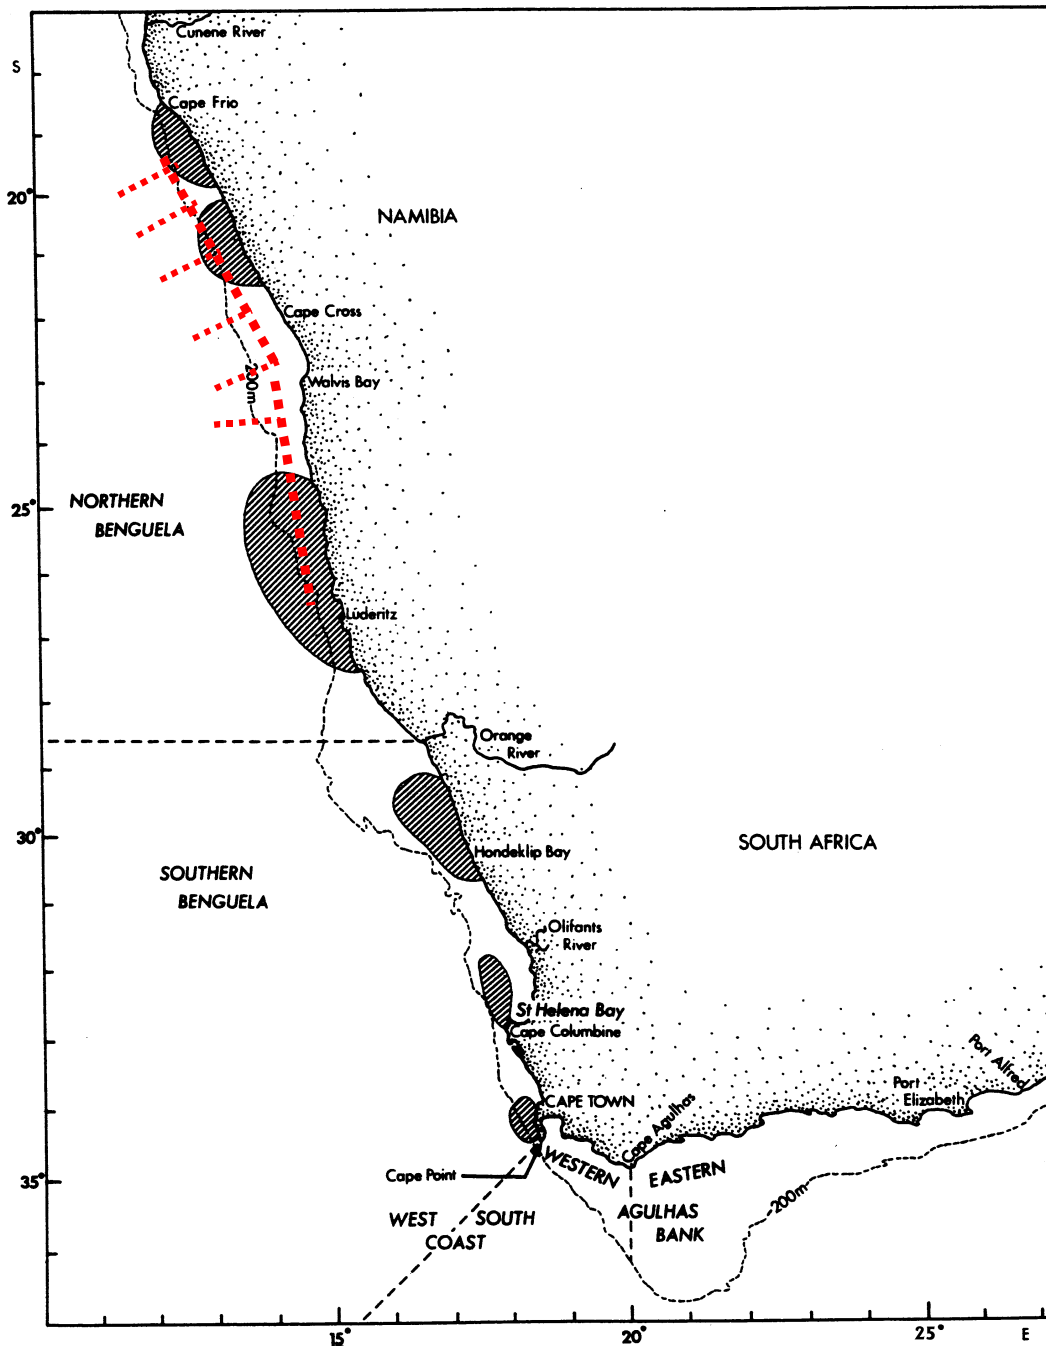 Cunene River
S
Cape Frio
20°
NAMIBIA
Cape Cross
200m
Walvis Bay
NORTHERN
BENGUELA
25°
Lüderitz
Orange
River
30°
SOUTH AFRICA
Hondeklip Bay
SOUTHERN
BENGUELA
Olifants
River
St Helena Bay
Cape Columbine
Port Alfred
Port
Elizabeth
CAPE TOWN
Cape Agulhas
WESTERN
EASTERN
Cape Point
35°
200m
WEST SOUTH
COAST
AGULHAS
BANK
15°
20°
25°
E